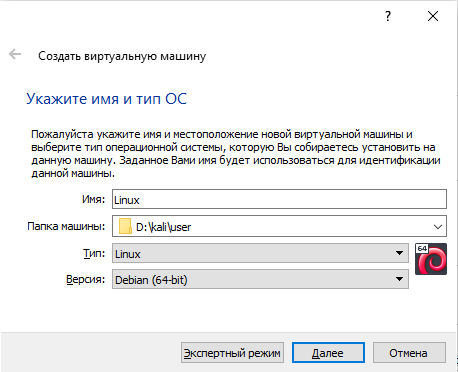 ?
Создать виртуальную машину
Укажите имя и тип ОС
Пожалуйста укажите имя и местоположение новой виртуальной машины и
выберите тип операционной системы, которую Вы собираетесь установить на
данную машину. Заданное Вами имя будет использоваться для идентификации
данной машины.
Имя: Linux
Папка машины: D:\kali\user
Тип: Linux
64
Версия: Debian (64-bit)
Экспертный режим Далее Отмена